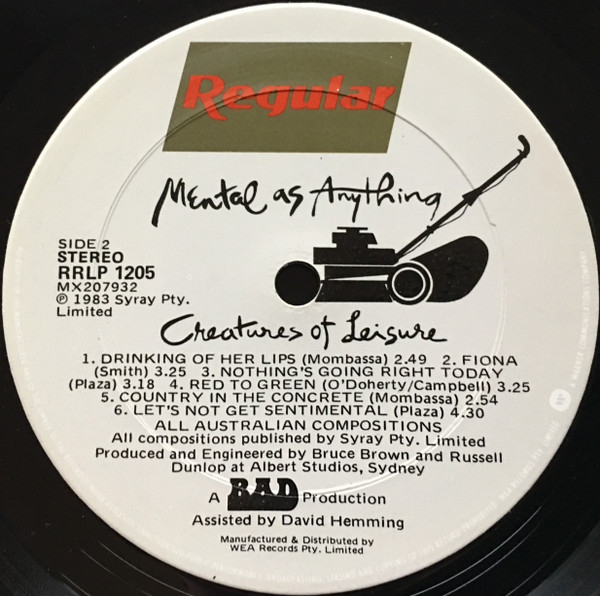 Regular
Mental as Anything
SIDE 2
STEREO
RRLP 1205
MX207932
℗ 1983 Syray Pty.
Limited
Creatures of Leisure
1. DRINKING OF HER LIPS (Mombassa) 2.49 2. FIONA
(Smith) 3.25 3. NOTHING'S GOING RIGHT TODAY
(Plaza) 3.18 4. RED TO GREEN (O'Doherty/Campbell) 3.25
5. COUNTRY IN THE CONCRETE (Mombassa) 2.54
6. LET'S NOT GET SENTIMENTAL (Plaza) 4.30
ALL AUSTRALIAN COMPOSITIONS
All compositions published by Syray Pty. Limited
Produced and Engineered by Bruce Brown and Russell
Dunlop at Albert Studios, Sydney
A BAD Production
Assisted by David Hemming
Manufactured & Distributed by
WEA Records Pty. Limited
A WARNER COMMUNICATIONS COMPANY